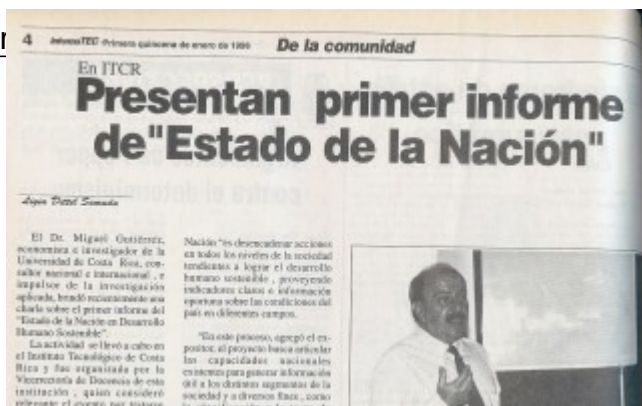 4 InformaTEC Primera quincena de enero de 1996 De la comunidad
En ITCR
Presentan primer informe
de "Estado de la Nación"
El Dr. Miguel Gutiérrez,
economista e investigador de la
Universidad de Costa Rica, con-
sultor nacional e internacional, e
impulsor de la investigación
aplicada, brindó recientemente una
charla sobre el primer informe del
"Estado de la Nación en Desarrollo
Humano Sostenible".
La actividad se llevó a cabo en
el Instituto Tecnológico de Costa
Rica y fue organizada por la
Vicerrectoría de Docencia de esta
institución, quien consideró
relevante el evento por tratarse
Nación "es desencadenar acciones
en todos los niveles de la sociedad
tendientes a lograr el desarrollo
humano sostenible, proveyendo
indicadores claros e información
oportuna sobre las condiciones del
país en diferentes campos.
"En este proceso, agregó el ex-
positor, el proyecto busca articular
las capacidades nacionales
existentes para generar información
útil a los distintos segmentos de la
sociedad y a diversos fines, como